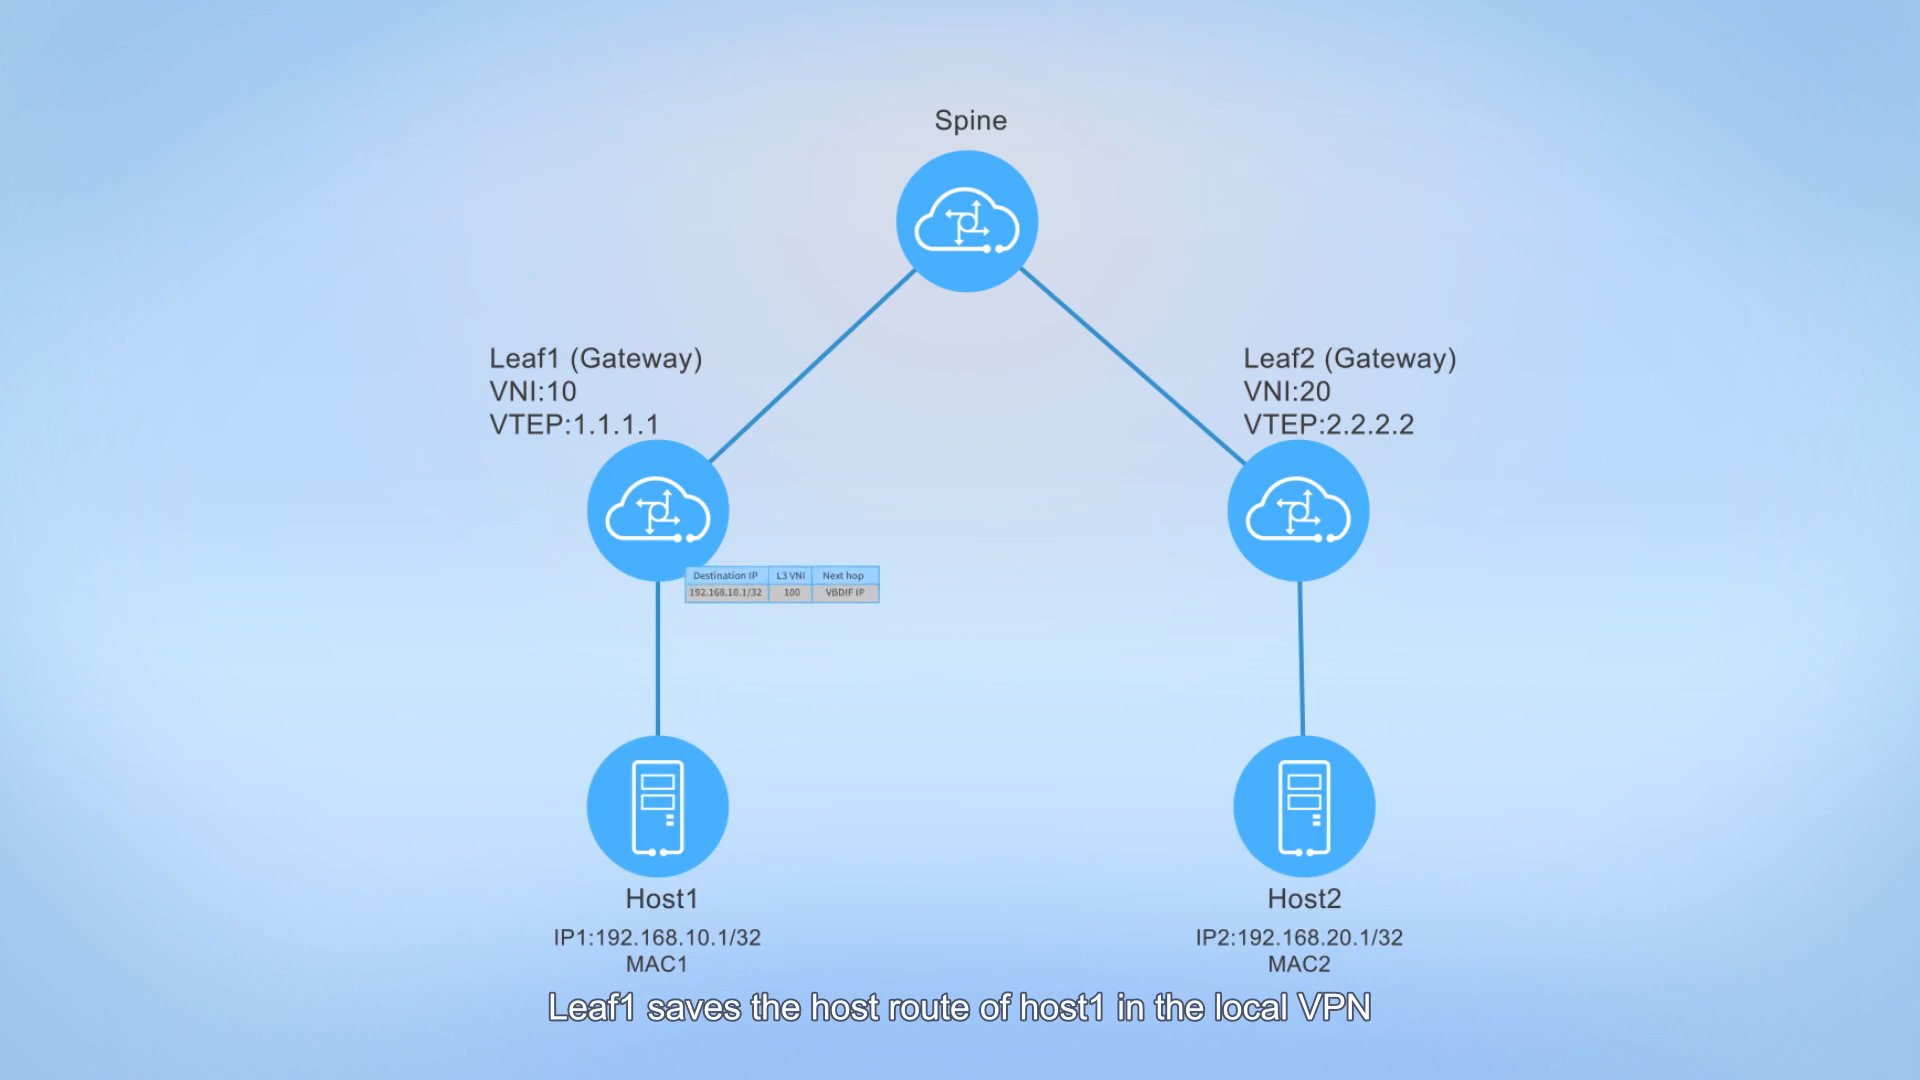 Spine
Leaf1 (Gateway)
VNI:10
VTEP:1.1.1.1
Leaf2 (Gateway)
VNI:20
VTEP:2.2.2.2
Destination IP L3 VNI Next hop
192.168.10.1/32 100 VBDIF IP
Host1
IP1:192.168.10.1/32
MAC1
Host2
IP2:192.168.20.1/32
MAC2
Leaf1 saves the host route of host1 in the local VPN